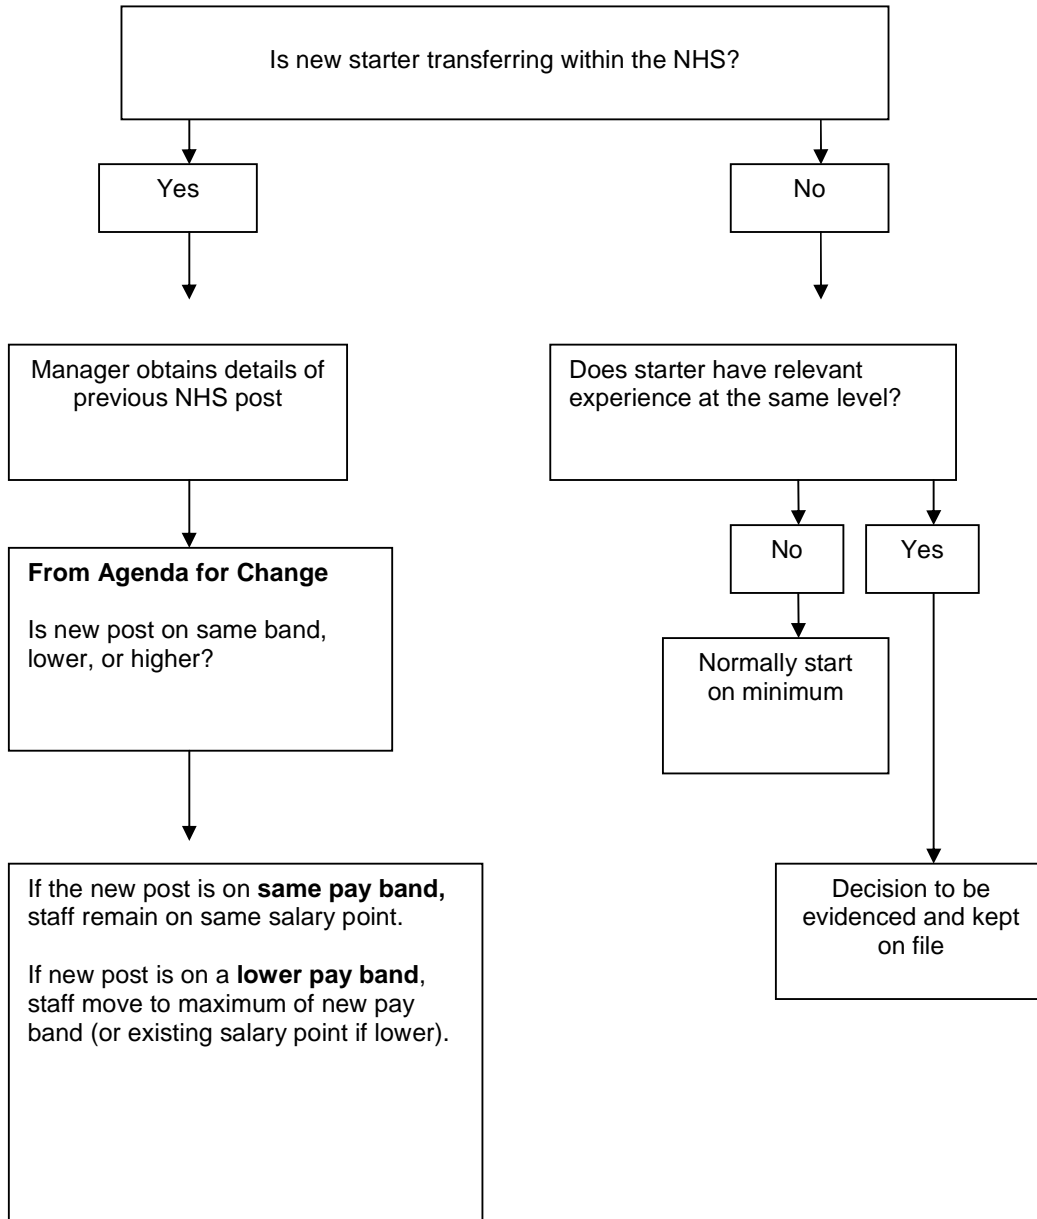 Is new starter transferring within the NHS?
Yes
No
Manager obtains details of
previous NHS post
Does starter have relevant
experience at the same level?
No
Yes
From Agenda for Change
Is new post on same band,
lower, or higher?
Normally start
on minimum
If the new post is on same pay band,
staff remain on same salary point.
If new post is on a lower pay band,
staff move to maximum of new pay
band (or existing salary point if lower).
Decision to be
evidenced and kept
on file